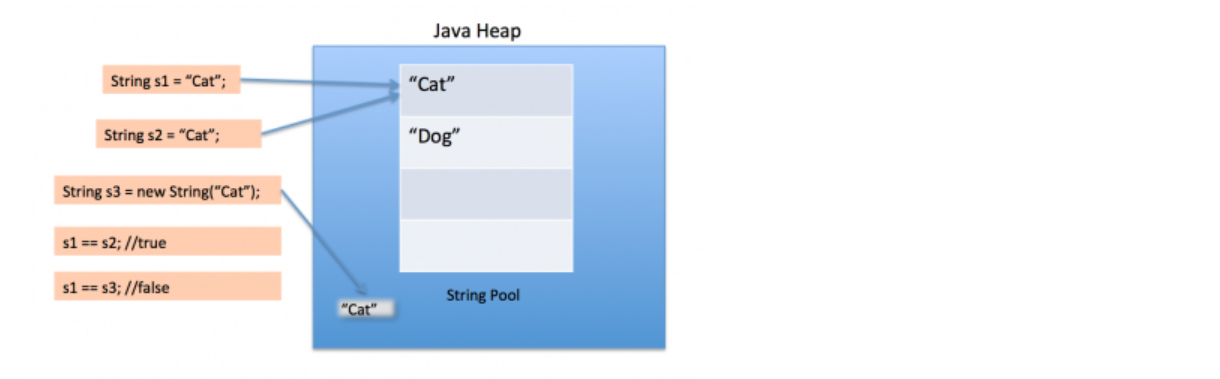 Java Heap
String s1 = “Cat”;
“Cat”
String s2 = “Cat”;
“Dog”
String s3 = new String(“Cat”);
s1 == s2; //true
s1 == s3; //false
String Pool
“Cat”